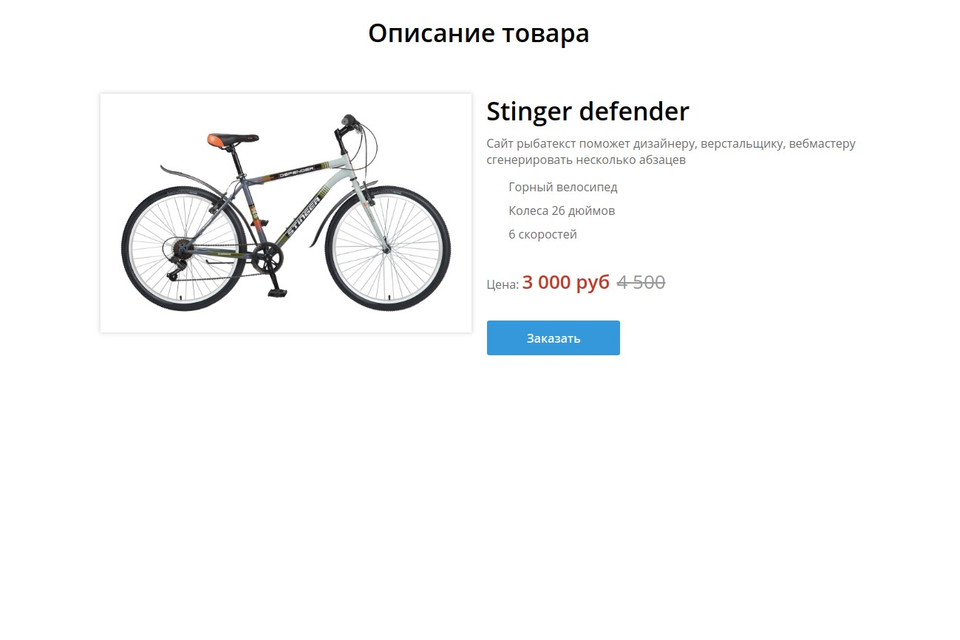 Описание товара
Stinger defender
Сайт рыбатекст поможет дизайнеру, верстальщику, вебмастеру
сгенерировать несколько абзацев
Горный велосипед
Колеса 26 дюймов
6 скоростей
Цена: 3 000 руб 4 500
Заказать
DEFENDER
STINGER